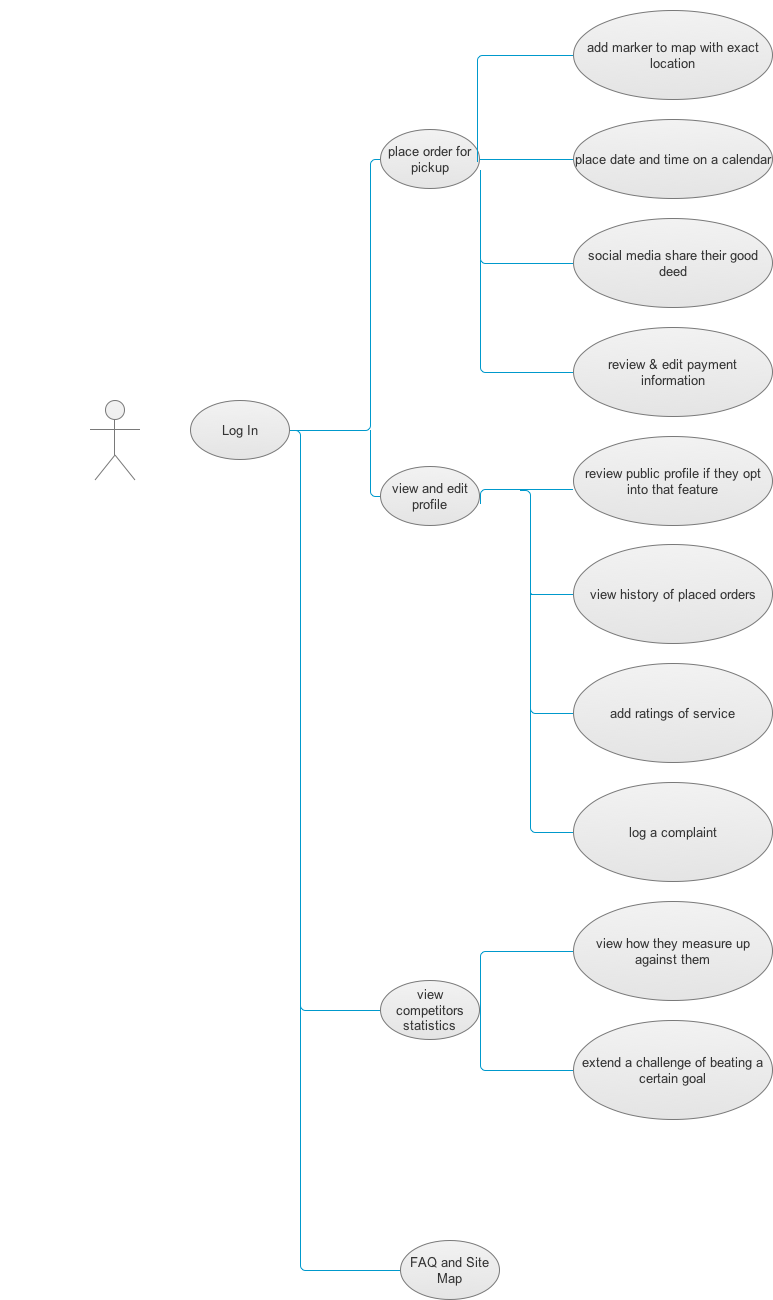 add marker to map with exact
location
place order for
pickup
place date and time on a calendar
social media share their good
deed
review & edit payment
information
Log In
view and edit
profile
review public profile if they opt
into that feature
view history of placed orders
add ratings of service
log a complaint
view how they measure up
against them
view
competitors
statistics
extend a challenge of beating a
certain goal
FAQ and Site
Map